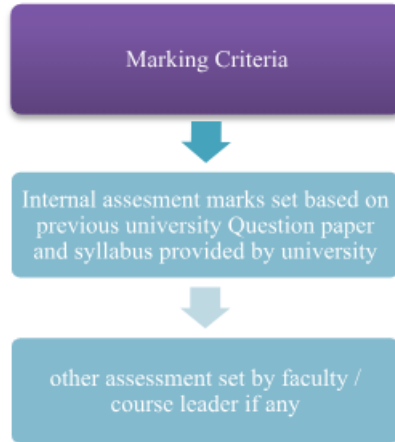 Marking Criteria
Internal assesment marks set based on
previous university Question paper
and syllabus provided by university
other assessment set by faculty /
course leader if any